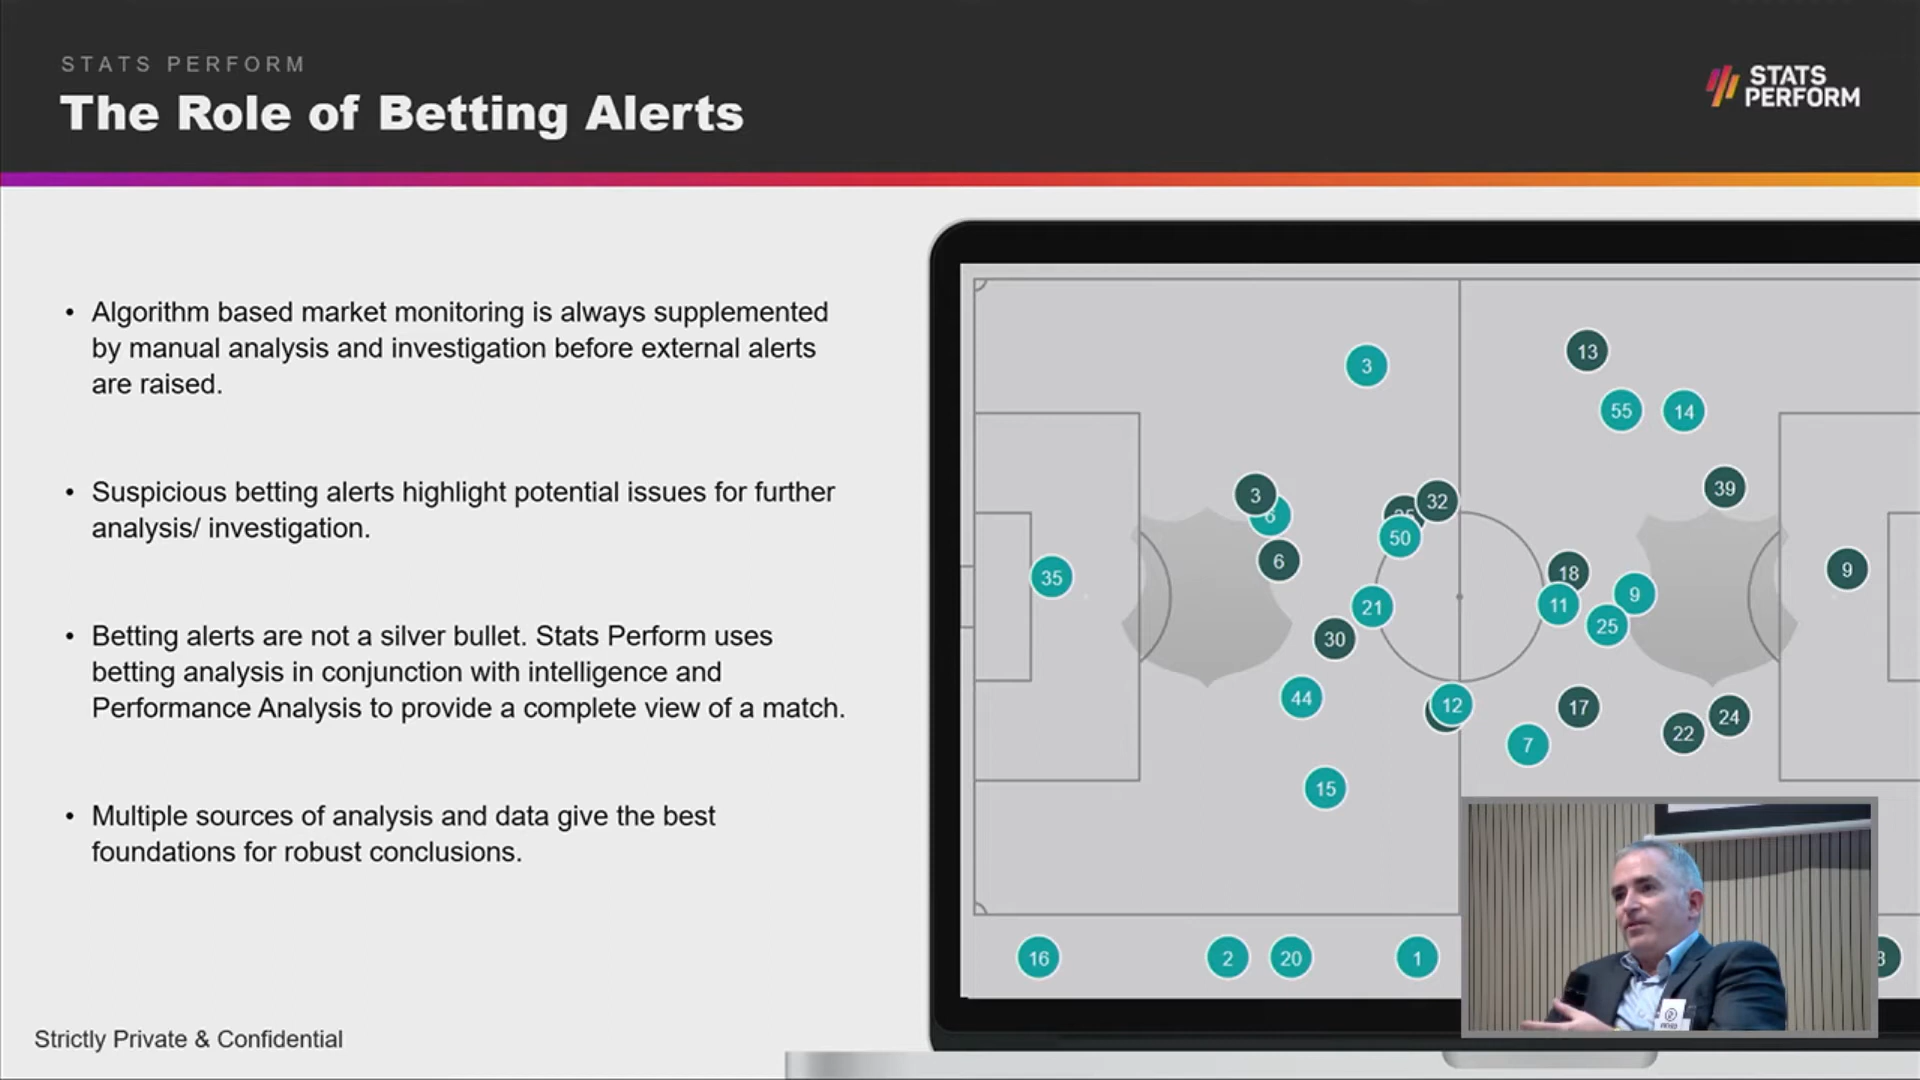 STATS PERFORM
The Role of Betting Alerts
STATS
PERFORM
• Algorithm based market monitoring is always supplemented
by manual analysis and investigation before external alerts
are raised.
• Suspicious betting alerts highlight potential issues for further
analysis/ investigation.
• Betting alerts are not a silver bullet. Stats Perform uses
betting analysis in conjunction with intelligence and
Performance Analysis to provide a complete view of a match.
• Multiple sources of analysis and data give the best
foundations for robust conclusions.
3
13
55
14
3
6
32
50
39
6
35
18
9
9
21
11
25
30
44
12
17
24
22
7
15
16
2
20
1
Strictly Private & Confidential